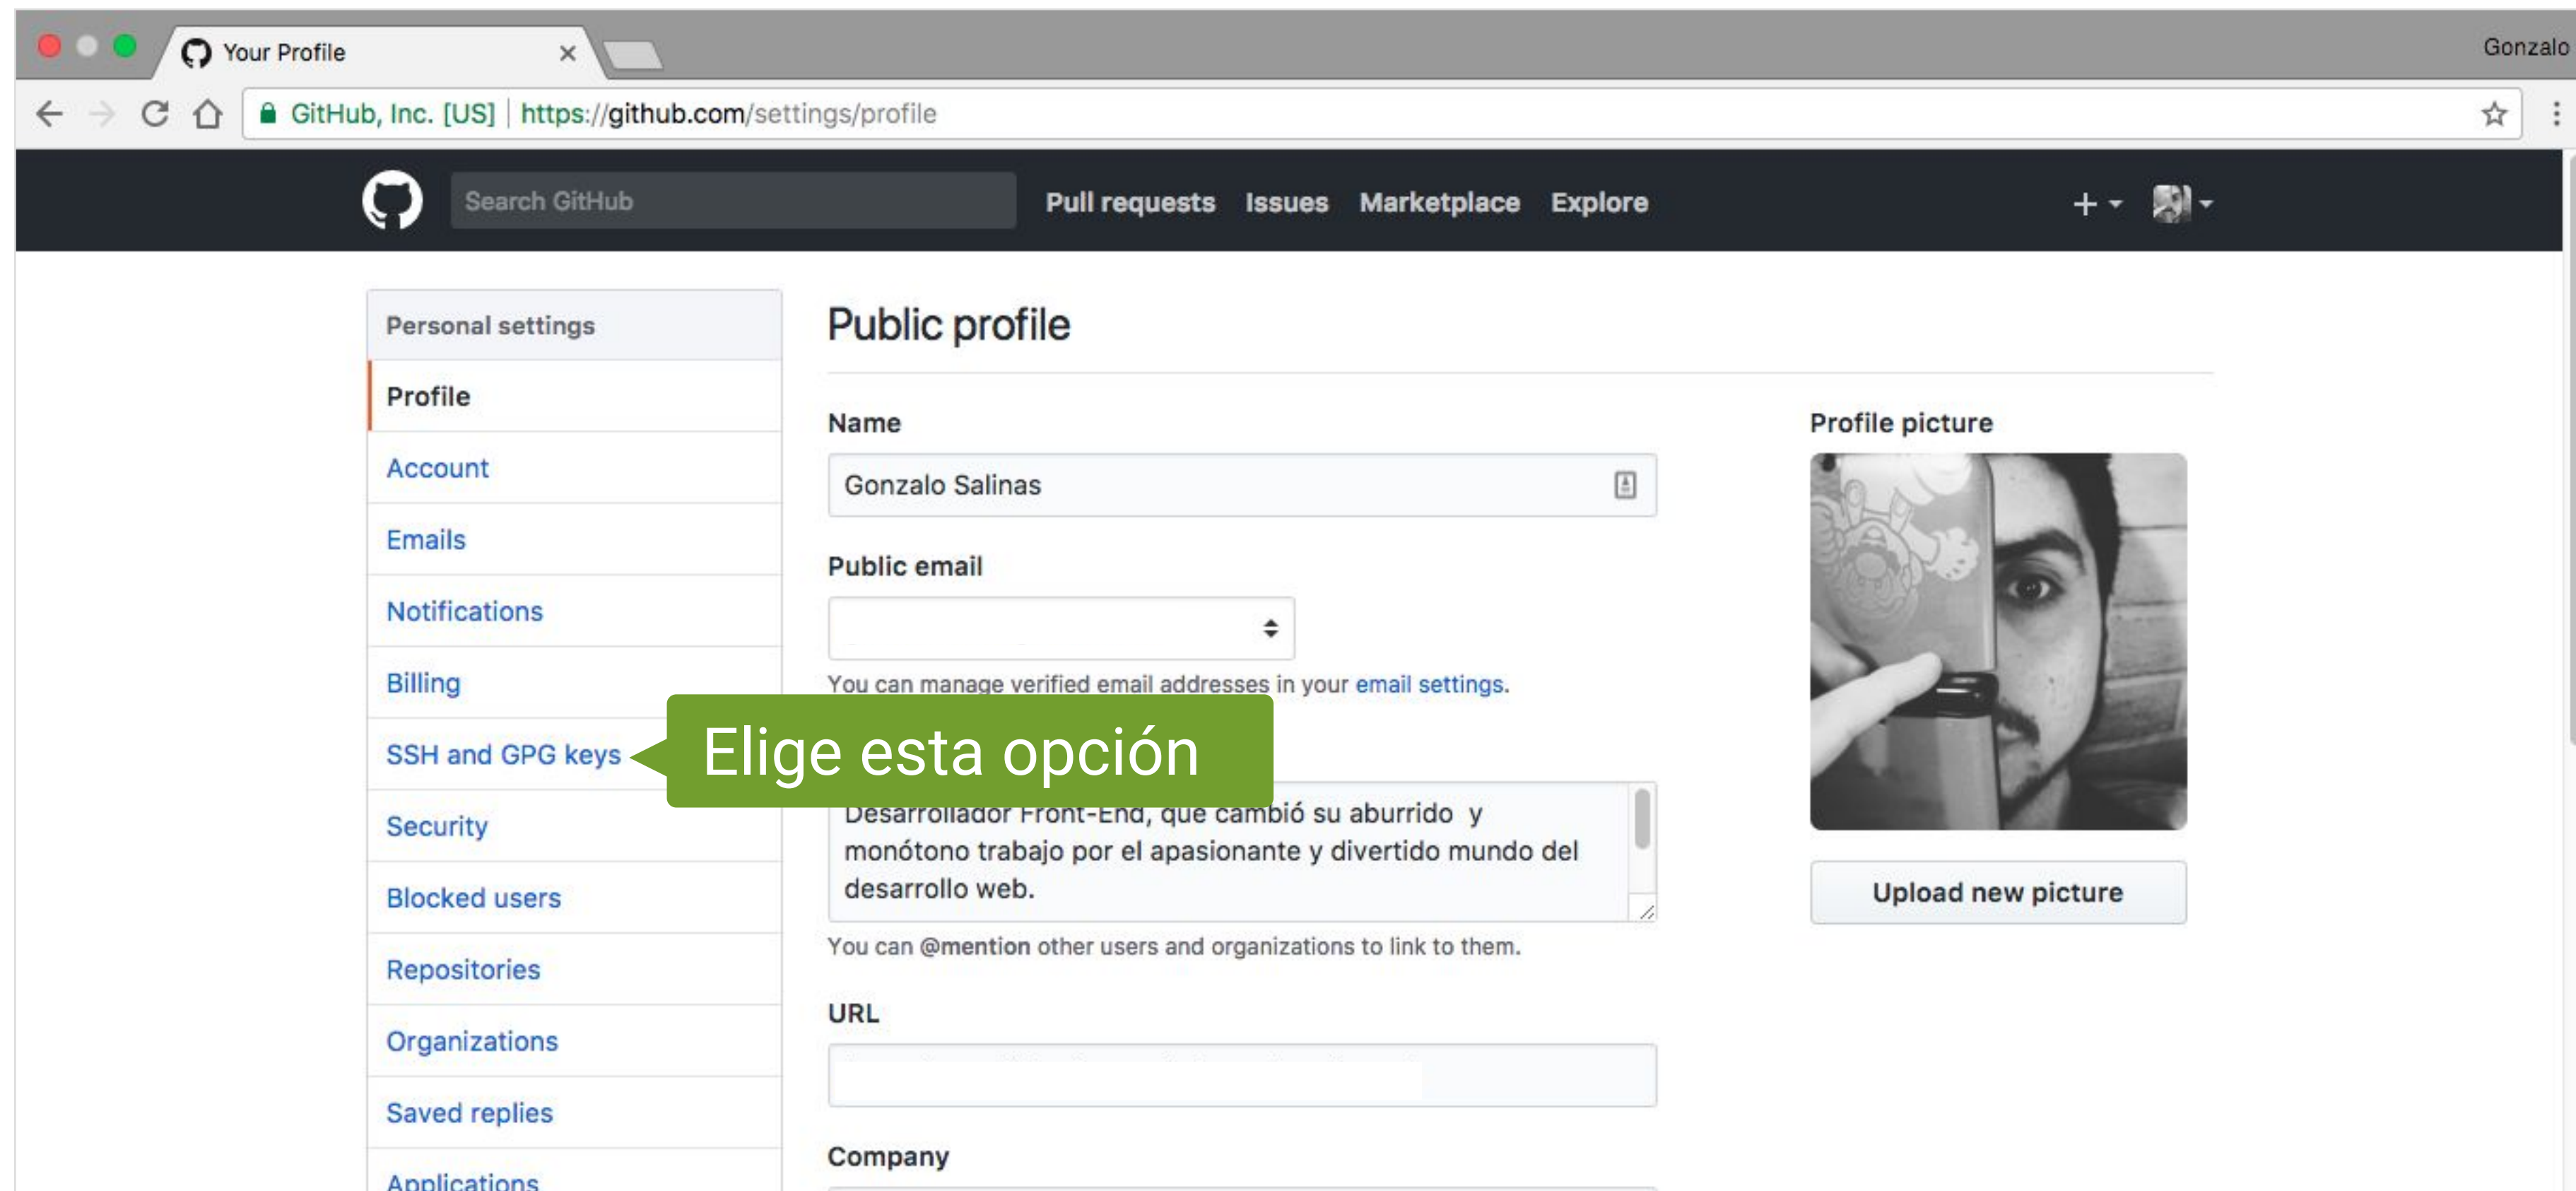 Your Profile
Gonzalo
GitHub, Inc. [US] https://github.com/settings/profile
Search GitHub
Pull requests Issues Marketplace Explore
Personal settings
Profile
Account
Emails
Notifications
Billing
SSH and GPG keys
Security
Blocked users
Repositories
Organizations
Saved replies
Applications
Public profile
Name
Gonzalo Salinas
Public email
You can manage verified email addresses in your email settings.
Elige esta opción
Desarrollador Front-End, que cambió su aburrido y
monótono trabajo por el apasionante y divertido mundo del
desarrollo web.
You can @mention other users and organizations to link to them.
URL
Company
Profile picture
Upload new picture